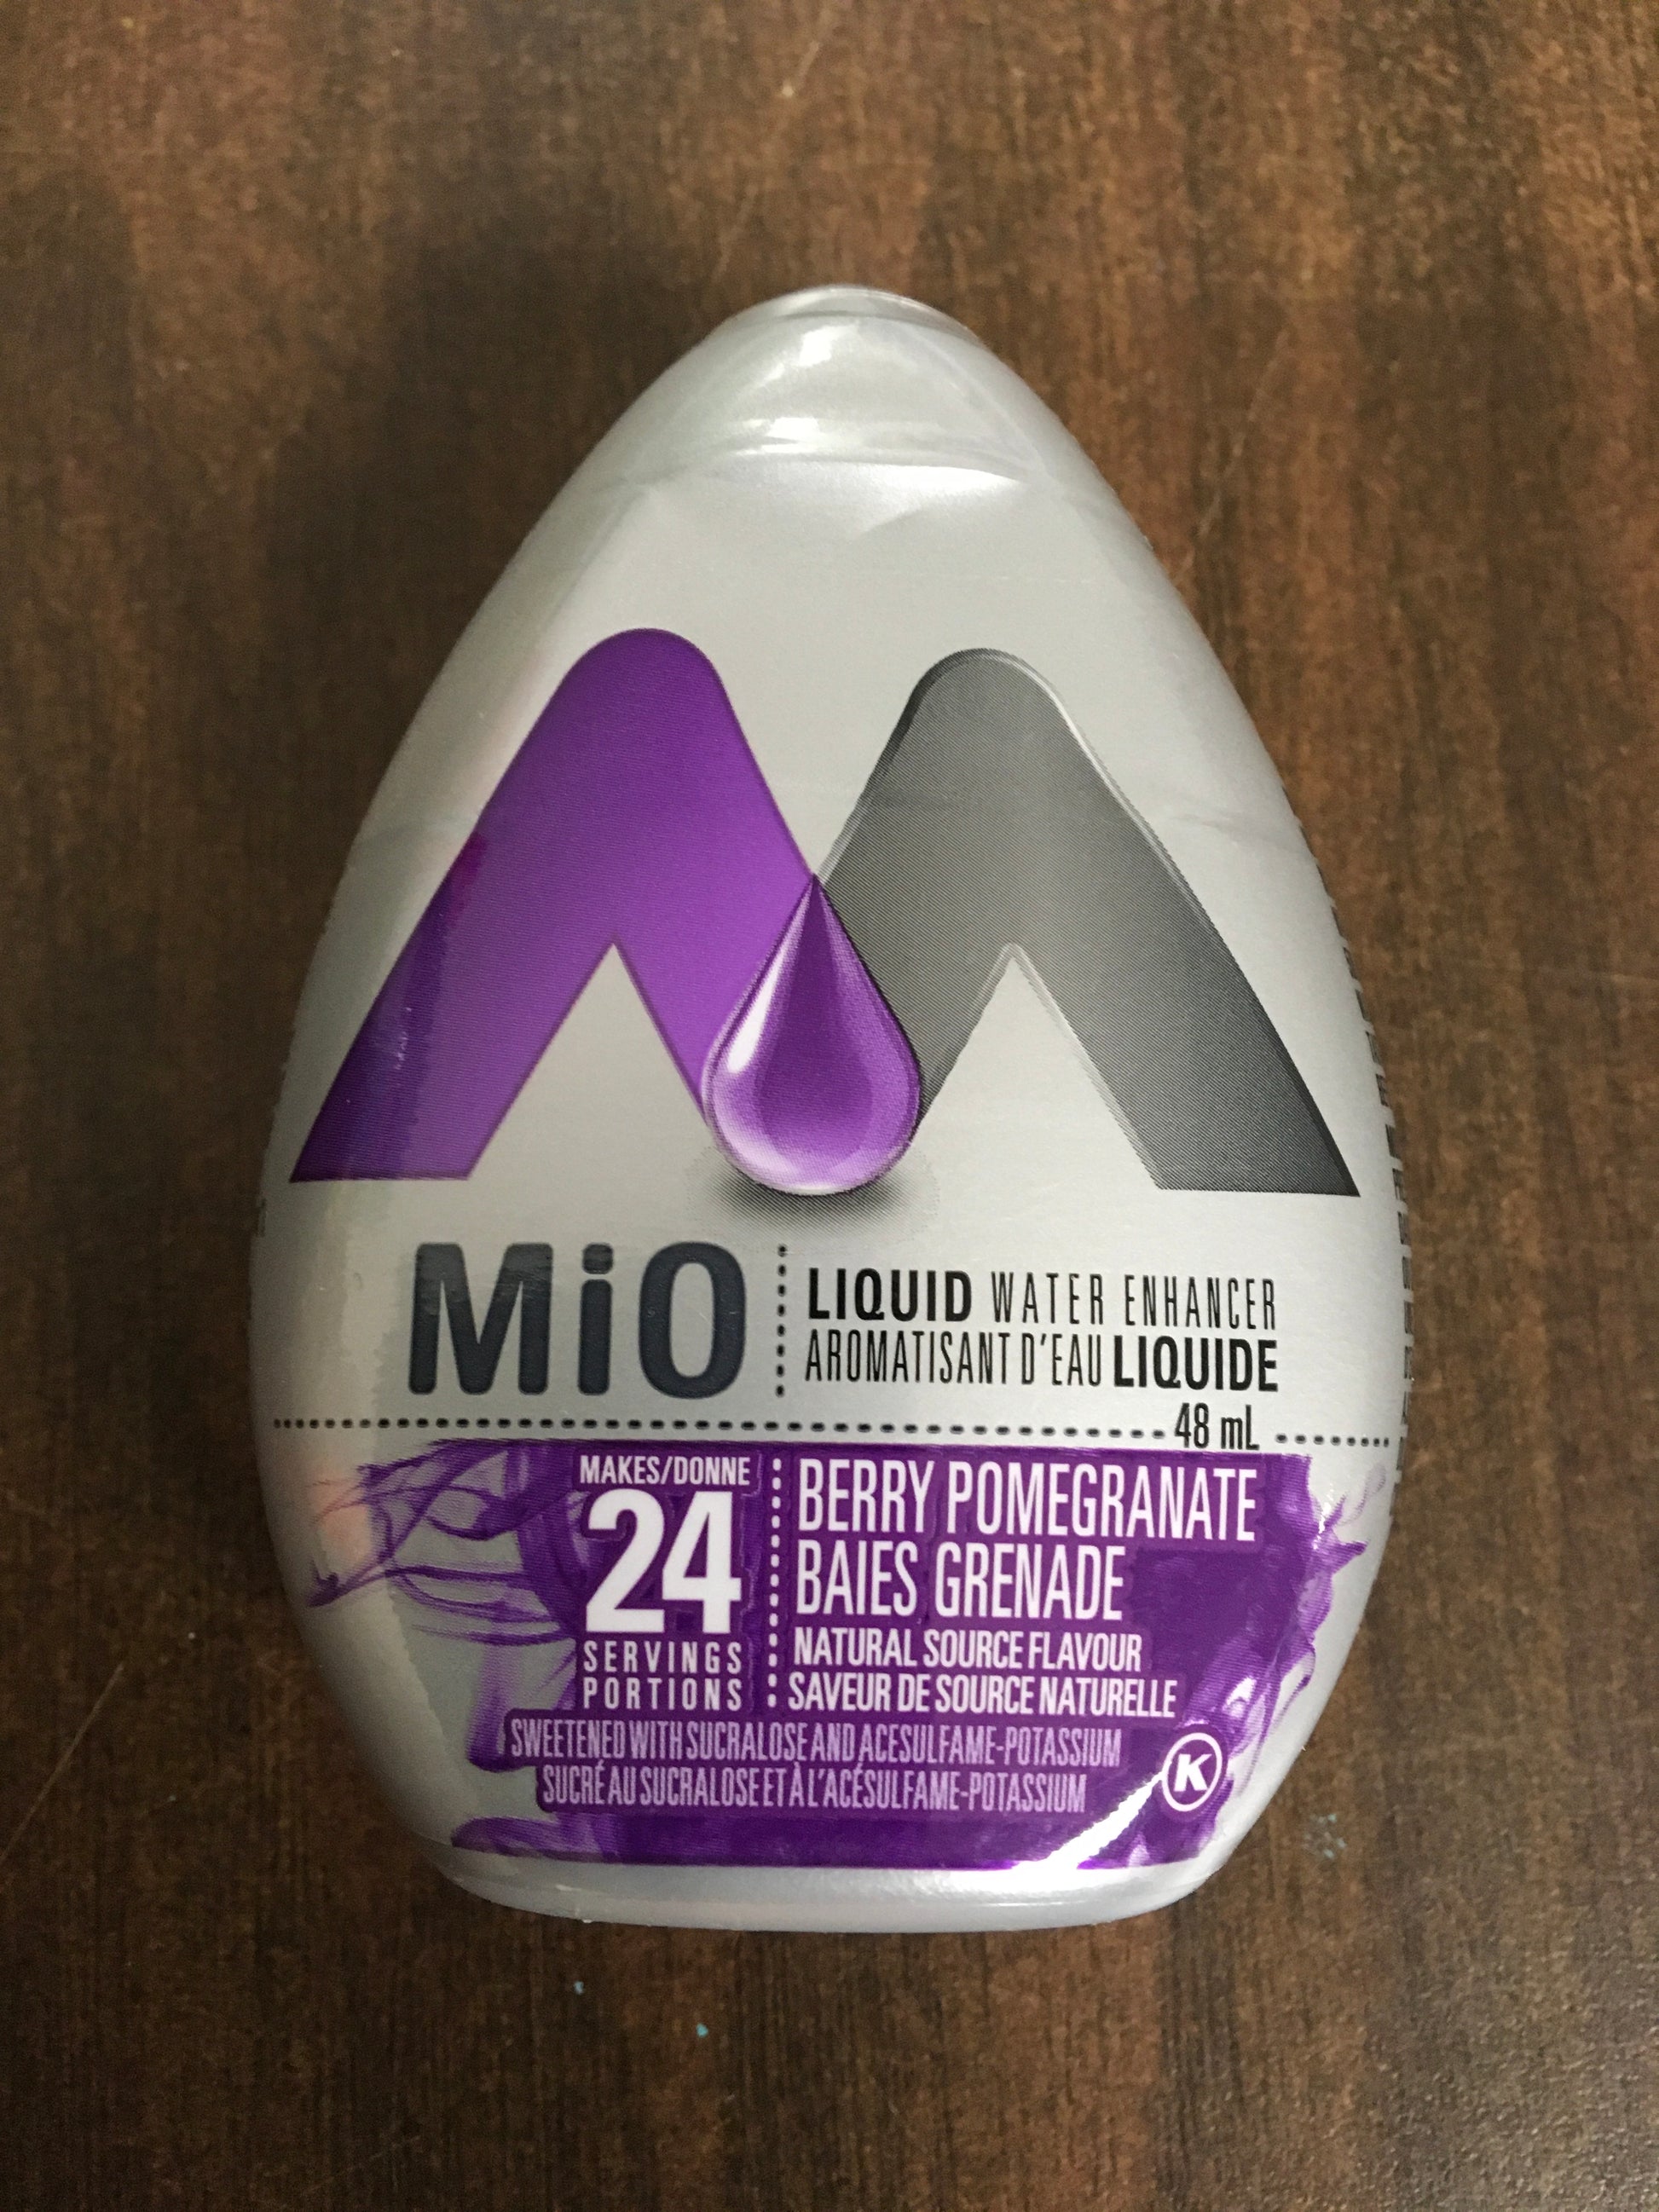 MiO
LIQUID WATER ENHANCER
AROMATISANT D'EAU LIQUIDE
48 mL
MAKES/DONNE
24
SERVINGS
PORTIONS
BERRY POMEGRANATE
BAIES GRENADE
NATURAL SOURCE FLAVOUR
SAVEUR DE SOURCE NATURELLE
SWEETENED WITH SUCRALOSE AND ACESULFAME-POTASSIUM
SUCRÉ AU SUCRALOSE ET À L'ACÉSULFAME-POTASSIUM
K